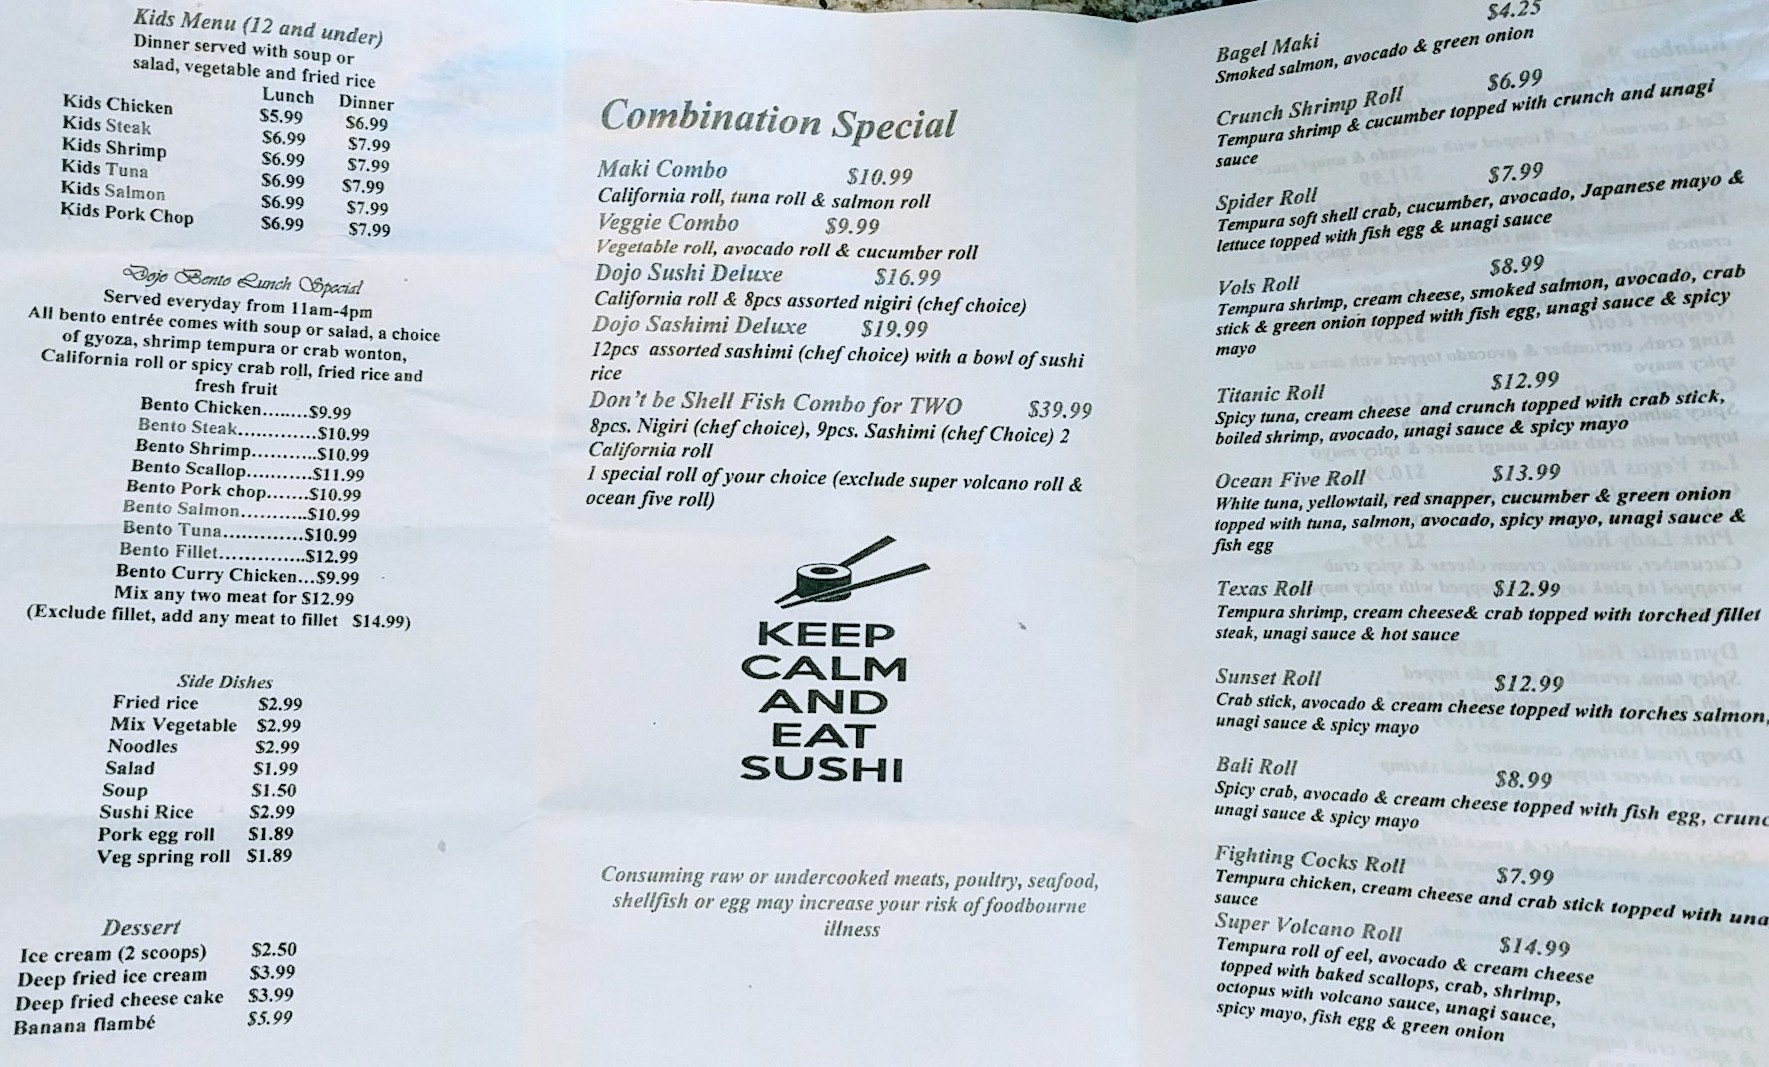 Kids Menu (12 and under)
Dinner served with soup or
salad, vegetable and fried rice
Lunch Dinner
Kids Chicken $5.99 $6.99
Kids Steak $6.99 $7.99
Kids Shrimp $6.99 $7.99
Kids Tuna $6.99 $7.99
Kids Salmon $6.99 $7.99
Kids Pork Chop $6.99 $7.99
Dojo Bento Lunch Special
Served everyday from 11am-4pm
All bento entrée comes with soup or salad, a choice
of gyoza, shrimp tempura or crab wonton,
California roll or spicy crab roll, fried rice and
fresh fruit
Bento Chicken........$9.99
Bento Steak.............$10.99
Bento Shrimp..........$10.99
Bento Scallop..........$11.99
Bento Pork chop.......$10.99
Bento Salmon...........$10.99
Bento Tuna.............$10.99
Bento Fillet..............$12.99
Bento Curry Chicken...$9.99
Mix any two meat for $12.99
(Exclude fillet, add any meat to fillet $14.99)
Side Dishes
Fried rice $2.99
Mix Vegetable $2.99
Noodles $2.99
Salad $1.99
Soup $1.50
Sushi Rice $2.99
Pork egg roll $1.89
Veg spring roll $1.89
Dessert
Ice cream (2 scoops) $2.50
Deep fried ice cream $3.99
Deep fried cheese cake $3.99
Banana flambé $5.99
Combination Special
Maki Combo $10.99
California roll, tuna roll & salmon roll
Veggie Combo $9.99
Vegetable roll, avocado roll & cucumber roll
Dojo Sushi Deluxe $16.99
California roll & 8pcs assorted nigiri (chef choice)
Dojo Sashimi Deluxe $19.99
12pcs assorted sashimi (chef choice) with a bowl of sushi
rice
Don't be Shell Fish Combo for TWO $39.99
8pcs. Nigiri (chef choice), 9pcs. Sashimi (chef Choice) 2
California roll
1 special roll of your choice (exclude super volcano roll &
ocean five roll)
KEEP
CALM
AND
EAT
SUSHI
Consuming raw or undercooked meats, poultry, seafood,
shellfish or egg may increase your risk of foodbourne
illness
Bagel Maki $4.25
Smoked salmon, avocado & green onion
Crunch Shrimp Roll $6.99
Tempura shrimp & cucumber topped with crunch and unagi
sauce
Spider Roll $7.99
Tempura soft shell crab, cucumber, avocado, Japanese mayo &
lettuce topped with fish egg & unagi sauce
Vols Roll $8.99
Tempura shrimp, cream cheese, smoked salmon, avocado, crab
stick & green onion topped with fish egg, unagi sauce & spicy
mayo
Titanic Roll $12.99
Spicy tuna, cream cheese and crunch topped with crab stick,
boiled shrimp, avocado, unagi sauce & spicy mayo
Ocean Five Roll $13.99
White tuna, yellowtail, red snapper, cucumber & green onion
topped with tuna, salmon, avocado, spicy mayo, unagi sauce &
fish egg
Texas Roll $12.99
Tempura shrimp, cream cheese& crab topped with torched fillet
steak, unagi sauce & hot sauce
Sunset Roll $12.99
Crab stick, avocado & cream cheese topped with torches salmon,
unagi sauce & spicy mayo
Bali Roll $8.99
Spicy crab, avocado & cream cheese topped with fish egg, crunc
unagi sauce & spicy mayo
Fighting Cocks Roll $7.99
Tempura chicken, cream cheese and crab stick topped with una
sauce
Super Volcano Roll $14.99
Tempura roll of eel, avocado & cream cheese
topped with baked scallops, crab, shrimp,
octopus with volcano sauce, unagi sauce,
spicy mayo, fish egg & green onion